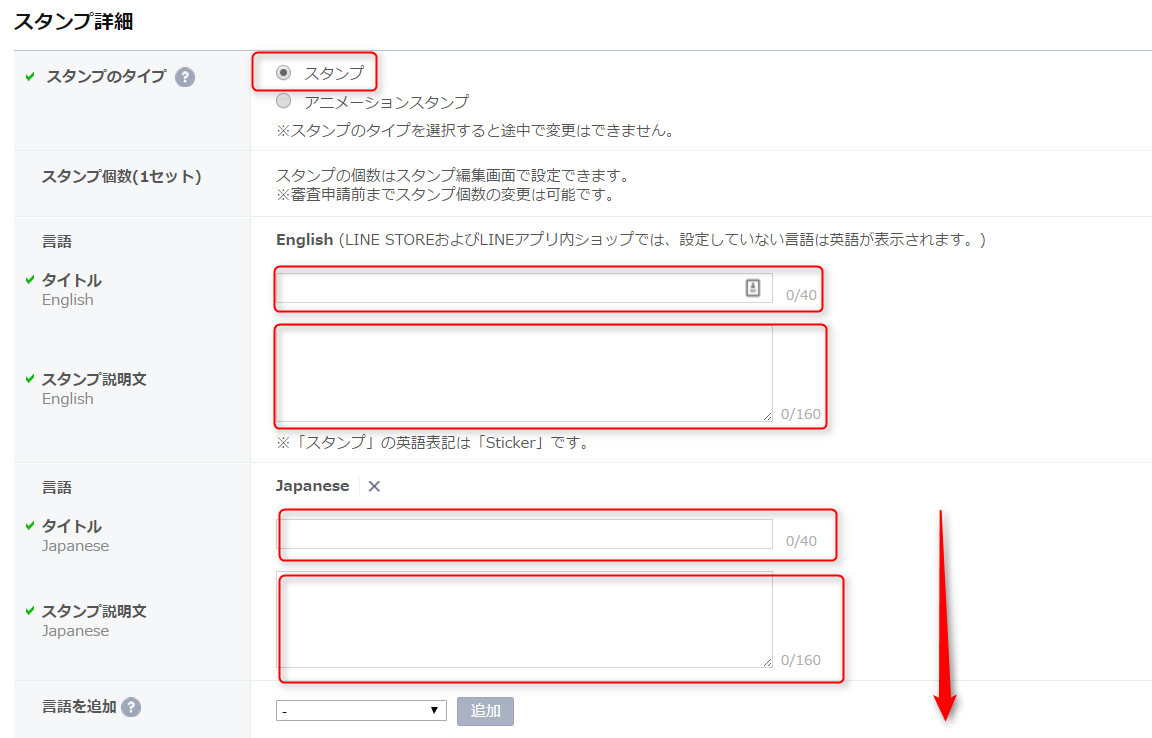 スタンプ詳細
スタンプのタイプ ?
スタンプ
アニメーションスタンプ
※スタンプのタイプを選択すると途中で変更はできません。
スタンプ個数(1セット)
スタンプの個数はスタンプ編集画面で設定できます。
※審査申請前までスタンプ個数の変更は可能です。
言語
English (LINE STOREおよびLINEアプリ内ショップでは、設定していない言語は英語が表示されます。)
タイトル
English
0/40
スタンプ説明文
English
0/160
※「スタンプ」の英語表記は「Sticker」です。
言語
Japanese ×
タイトル
Japanese
0/40
スタンプ説明文
Japanese
0/160
言語を追加 ?
- 追加